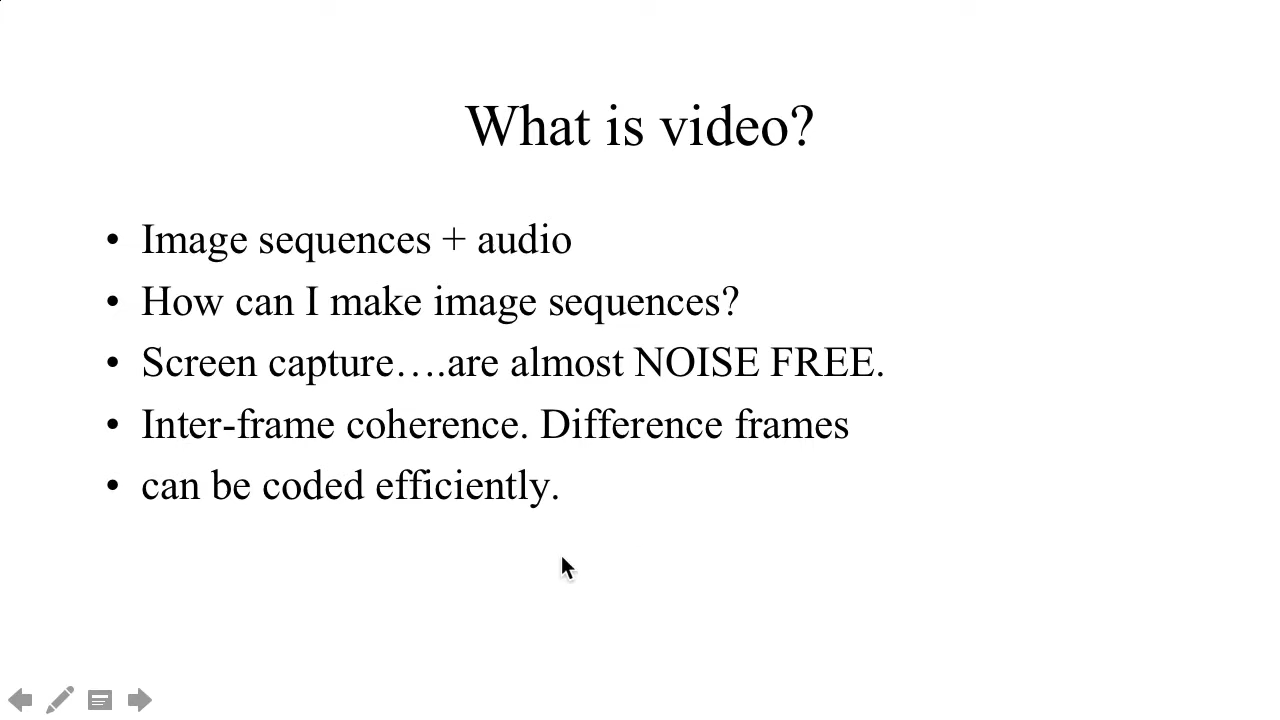 What is video?
• Image sequences + audio
• How can I make image sequences?
• Screen capture….are almost NOISE FREE.
• Inter-frame coherence. Difference frames
• can be coded efficiently.